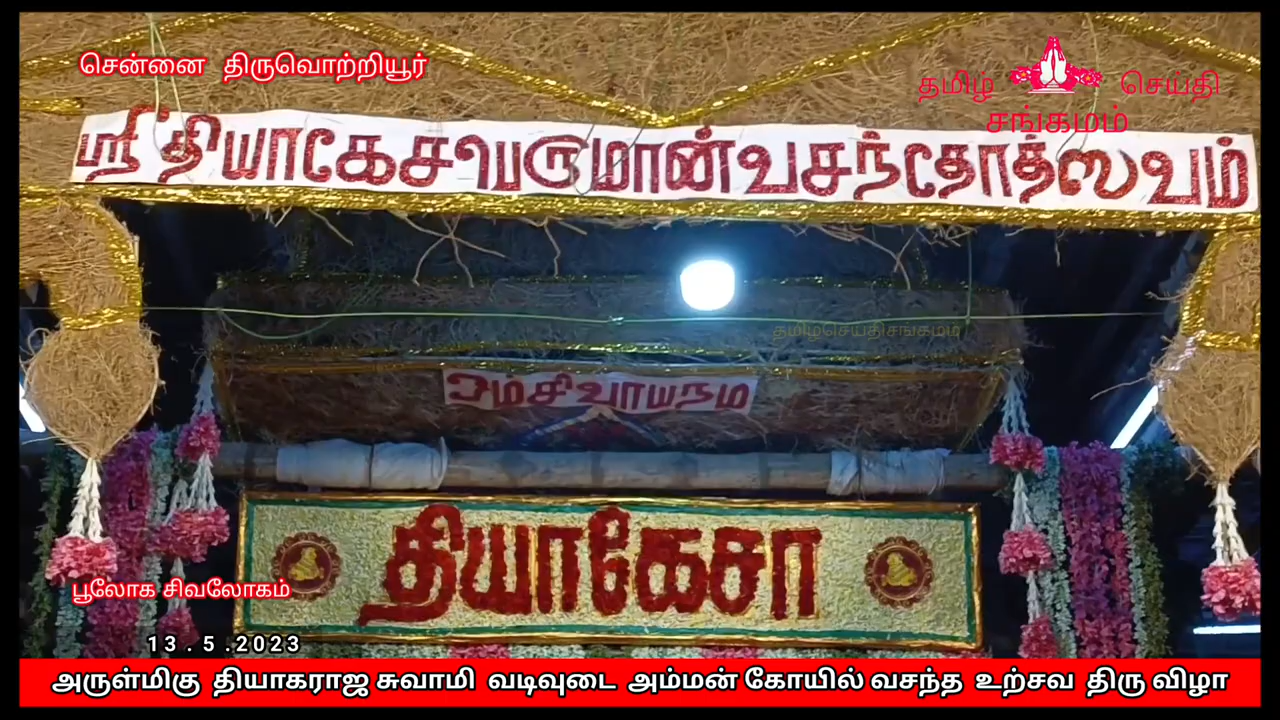 சென்னை திருவொற்றியூர்
தமிழ் செய்தி
சங்கமம்
ஸ்ரீ தியாகேசவருமான்வசந்தோத்ஸவம்
தமிழ்செய்திசங்கமம்
ஓம்சிவாயநம
தியாகேசா
பூலோக சிவலோகம்
13.5.2023
அருள்மிகு தியாகராஜ சுவாமி வடிவுடை அம்மன் கோயில் வசந்த உற்சவ திரு விழா